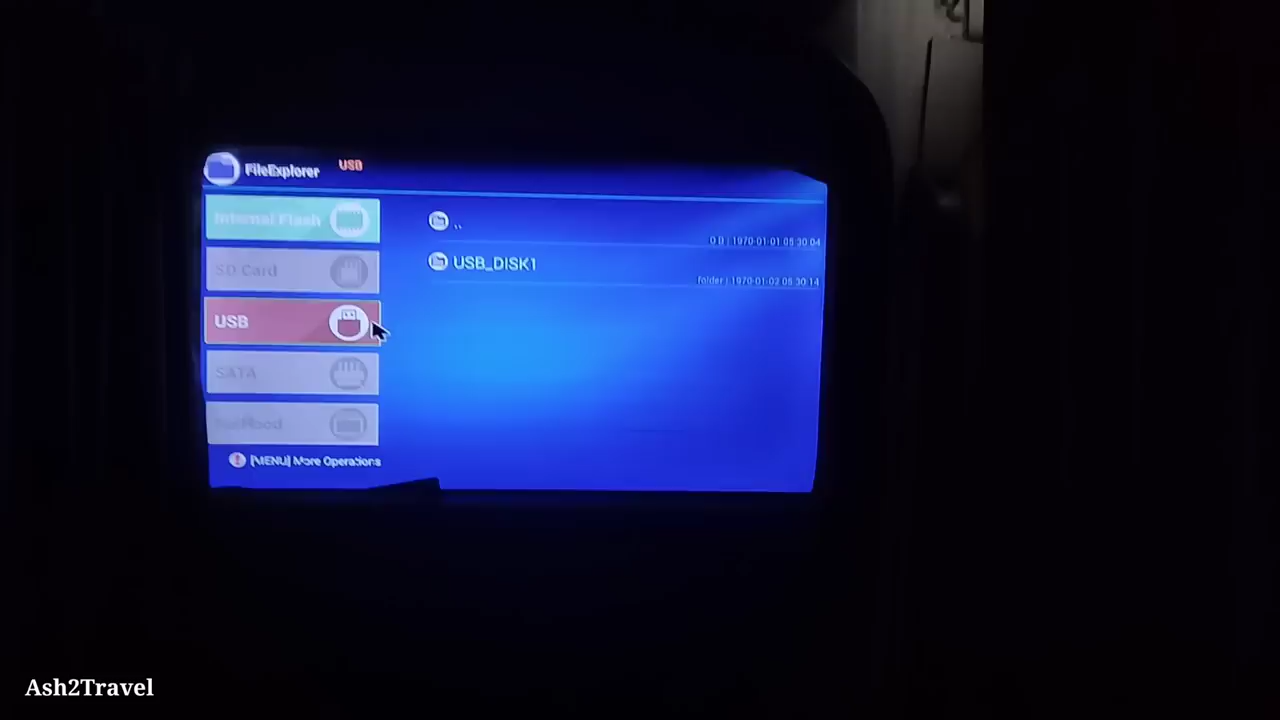 FileExplorer USB
Internal Flash
..
0 B | 1970-01-01 05:30:04
SD Card
USB_DISK1
folder | 1970-01-02 05:30:14
USB
SATA
[MENU] More Operations
Ash2Travel